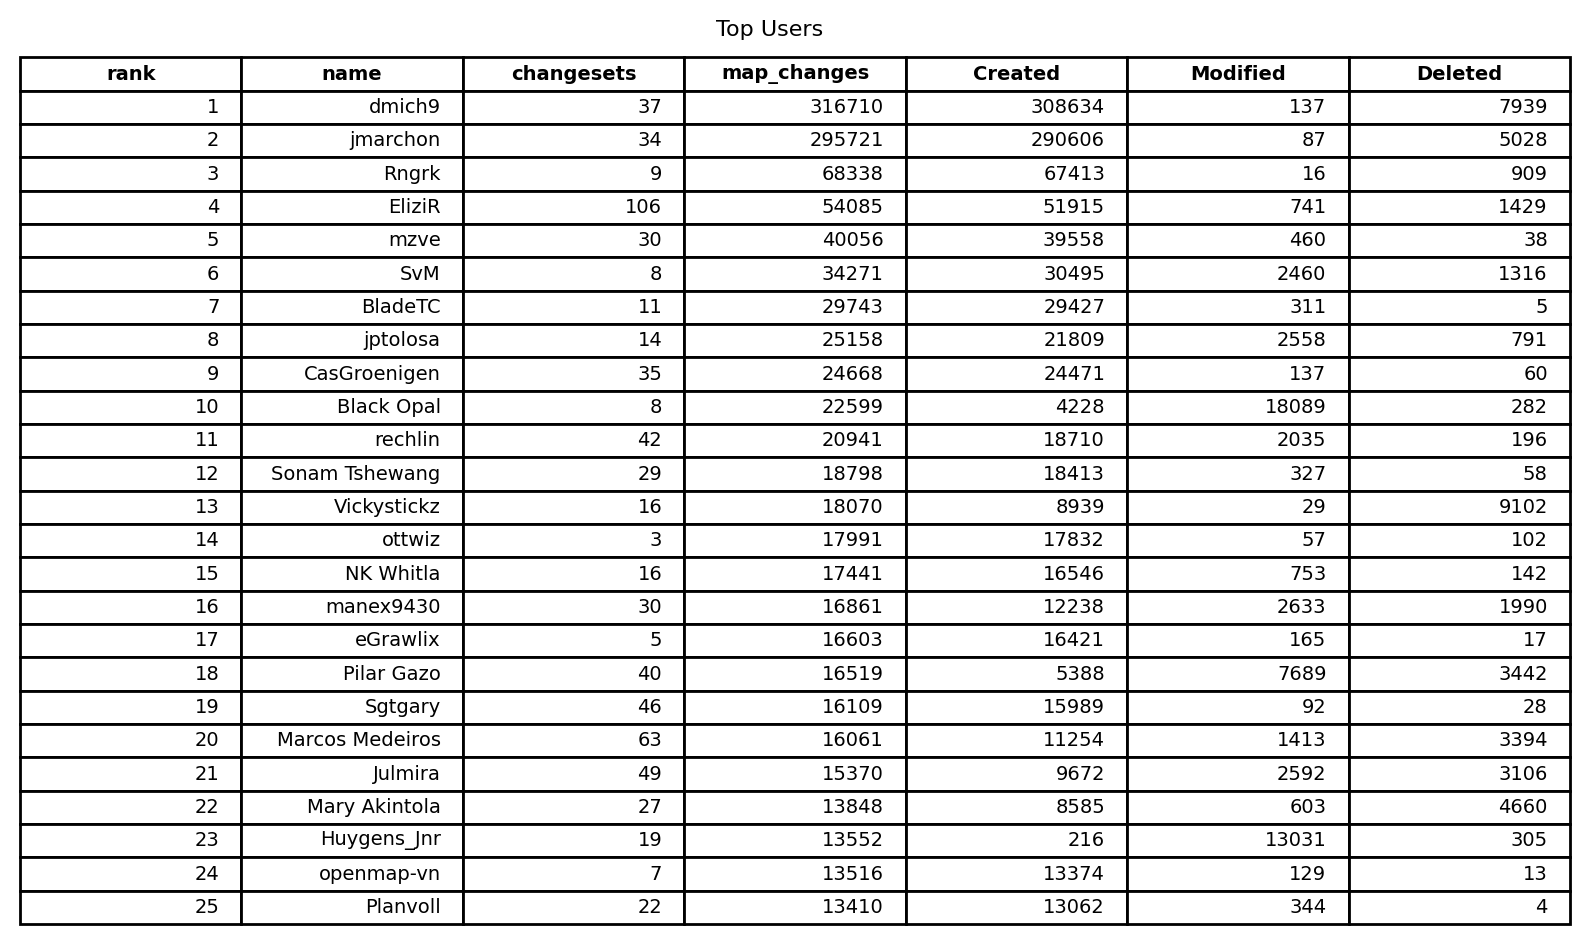 Top Users
rank name changesets map_changes Created Modified Deleted
1 dmich9 37 316710 308634 137 7939
2 jmarchon 34 295721 290606 87 5028
3 Rngrk 9 68338 67413 16 909
4 EliziR 106 54085 51915 741 1429
5 mzve 30 40056 39558 460 38
6 SvM 8 34271 30495 2460 1316
7 BladeTC 11 29743 29427 311 5
8 jptolosa 14 25158 21809 2558 791
9 CasGroenigen 35 24668 24471 137 60
10 Black Opal 8 22599 4228 18089 282
11 rechlin 42 20941 18710 2035 196
12 Sonam Tshewang 29 18798 18413 327 58
13 Vickystickz 16 18070 8939 29 9102
14 ottwiz 3 17991 17832 57 102
15 NK Whitla 16 17441 16546 753 142
16 manex9430 30 16861 12238 2633 1990
17 eGrawlix 5 16603 16421 165 17
18 Pilar Gazo 40 16519 5388 7689 3442
19 Sgtgary 46 16109 15989 92 28
20 Marcos Medeiros 63 16061 11254 1413 3394
21 Julmira 49 15370 9672 2592 3106
22 Mary Akintola 27 13848 8585 603 4660
23 Huygens_Jnr 19 13552 216 13031 305
24 openmap-vn 7 13516 13374 129 13
25 Planvoll 22 13410 13062 344 4